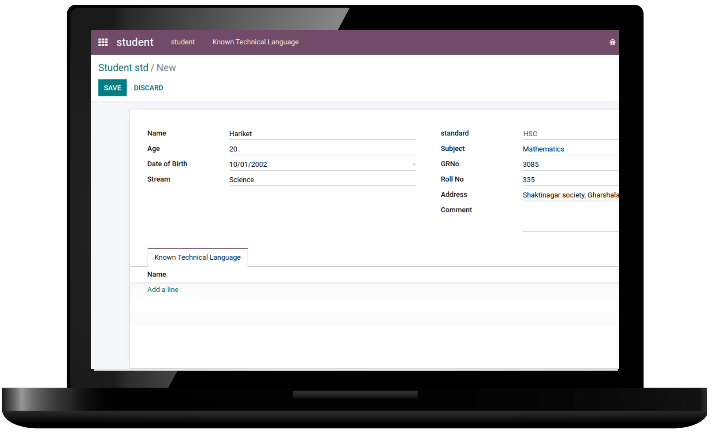 student student Known Technical Language
Student std / New
SAVE DISCARD
Name Hariket standard HSC
Age 20 Subject Mathematics
Date of Birth 10/01/2002 GRNo 3085
Stream Science Roll No 335
Address Shaktinagar society, Gharshala
Comment
Known Technical Language
Name
Add a line